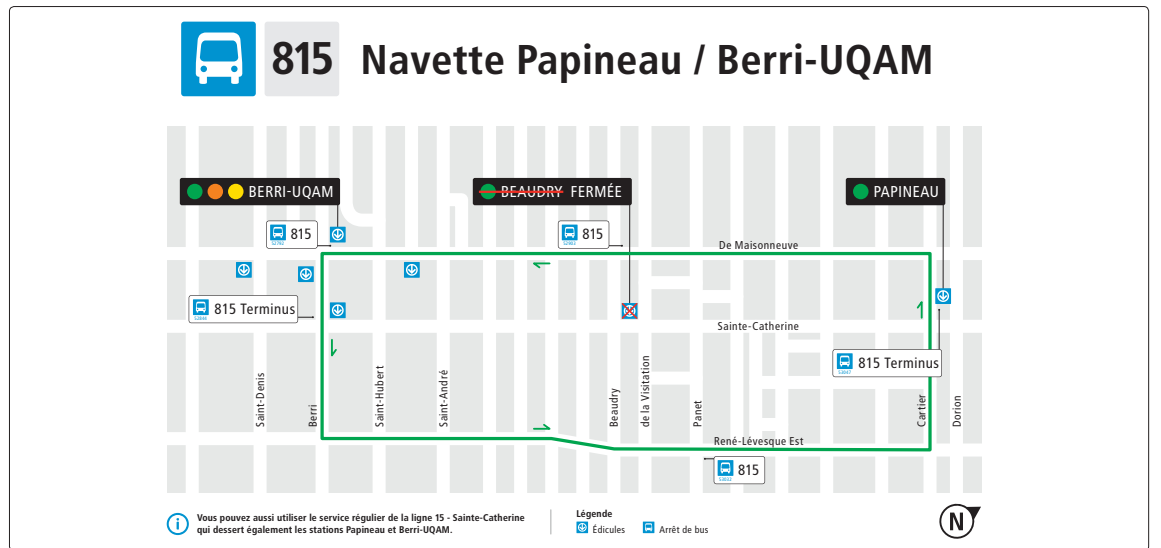 815 Navette Papineau / Berri-UQAM
BERRI-UQAM
BEAUDRY FERMÉE
PAPINEAU
815
815
De Maisonneuve
815 Terminus
Sainte-Catherine
815 Terminus
Saint-Denis
Berri
Saint-Hubert
Saint-André
Beaudry
de la Visitation
Panet
Cartier
Dorion
René-Lévesque Est
815
Vous pouvez aussi utiliser le service régulier de la ligne 15 - Sainte-Catherine
qui dessert également les stations Papineau et Berri-UQAM.
Légende
Édicules
Arrêt de bus
N